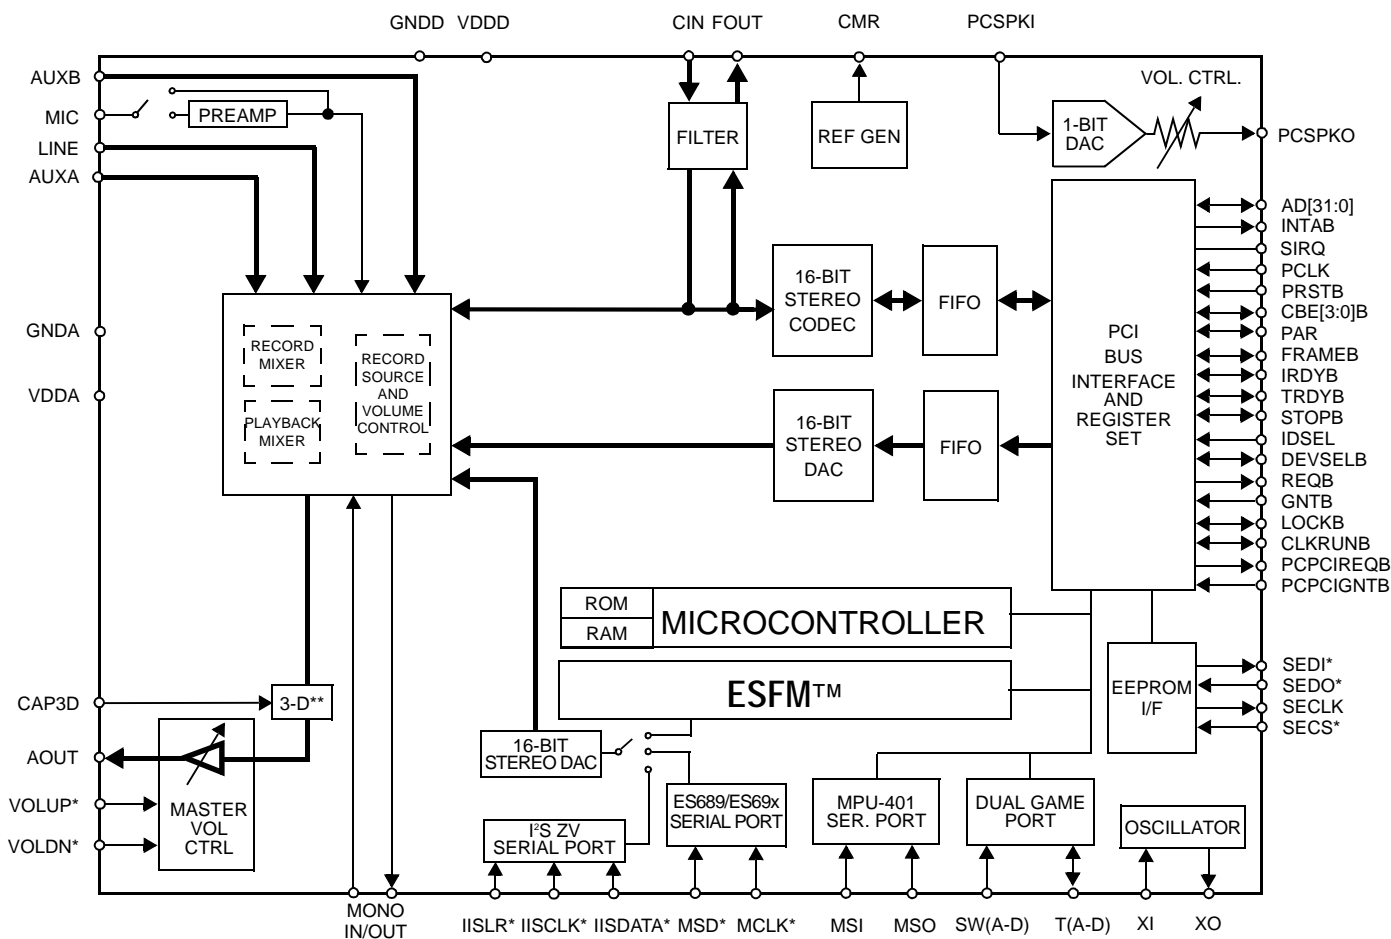 GNDD VDDD CIN FOUT CMR PCSPKI
AUXB
MIC
LINE
AUXA
GNDA
VDDA
CAP3D
AOUT
VOLUP*
VOLDN*
PREAMP
FILTER
REF GEN
VOL. CTRL.
1-BIT
DAC
PCSPKO
RECORD
MIXER
PLAYBACK
MIXER
RECORD
SOURCE
AND
VOLUME
CONTROL
16-BIT
STEREO
CODEC
FIFO
16-BIT
STEREO
DAC
FIFO
PCI
BUS
INTERFACE
AND
REGISTER
SET
AD[31:0]
INTAB
SIRQ
PCLK
PRSTB
CBE[3:0]B
PAR
FRAMEB
IRDYB
TRDYB
STOPB
IDSEL
DEVSELB
REQB
GNTB
LOCKB
CLKRUNB
PCPCIREQB
PCPCIGNTB
ROM
RAM
MICROCONTROLLER
ESFM™
EEPROM
I/F
SEDI*
SEDO*
SECLK
SECS*
3-D**
MASTER
VOL
CTRL
16-BIT
STEREO DAC
I²S ZV
SERIAL PORT
ES689/ES69x
SERIAL PORT
MPU-401
SER. PORT
DUAL GAME
PORT
OSCILLATOR
MONO
IN/OUT
IISLR* IISCLK* IISDATA* MSD* MCLK* MSI MSO SW(A-D) T(A-D) XI XO